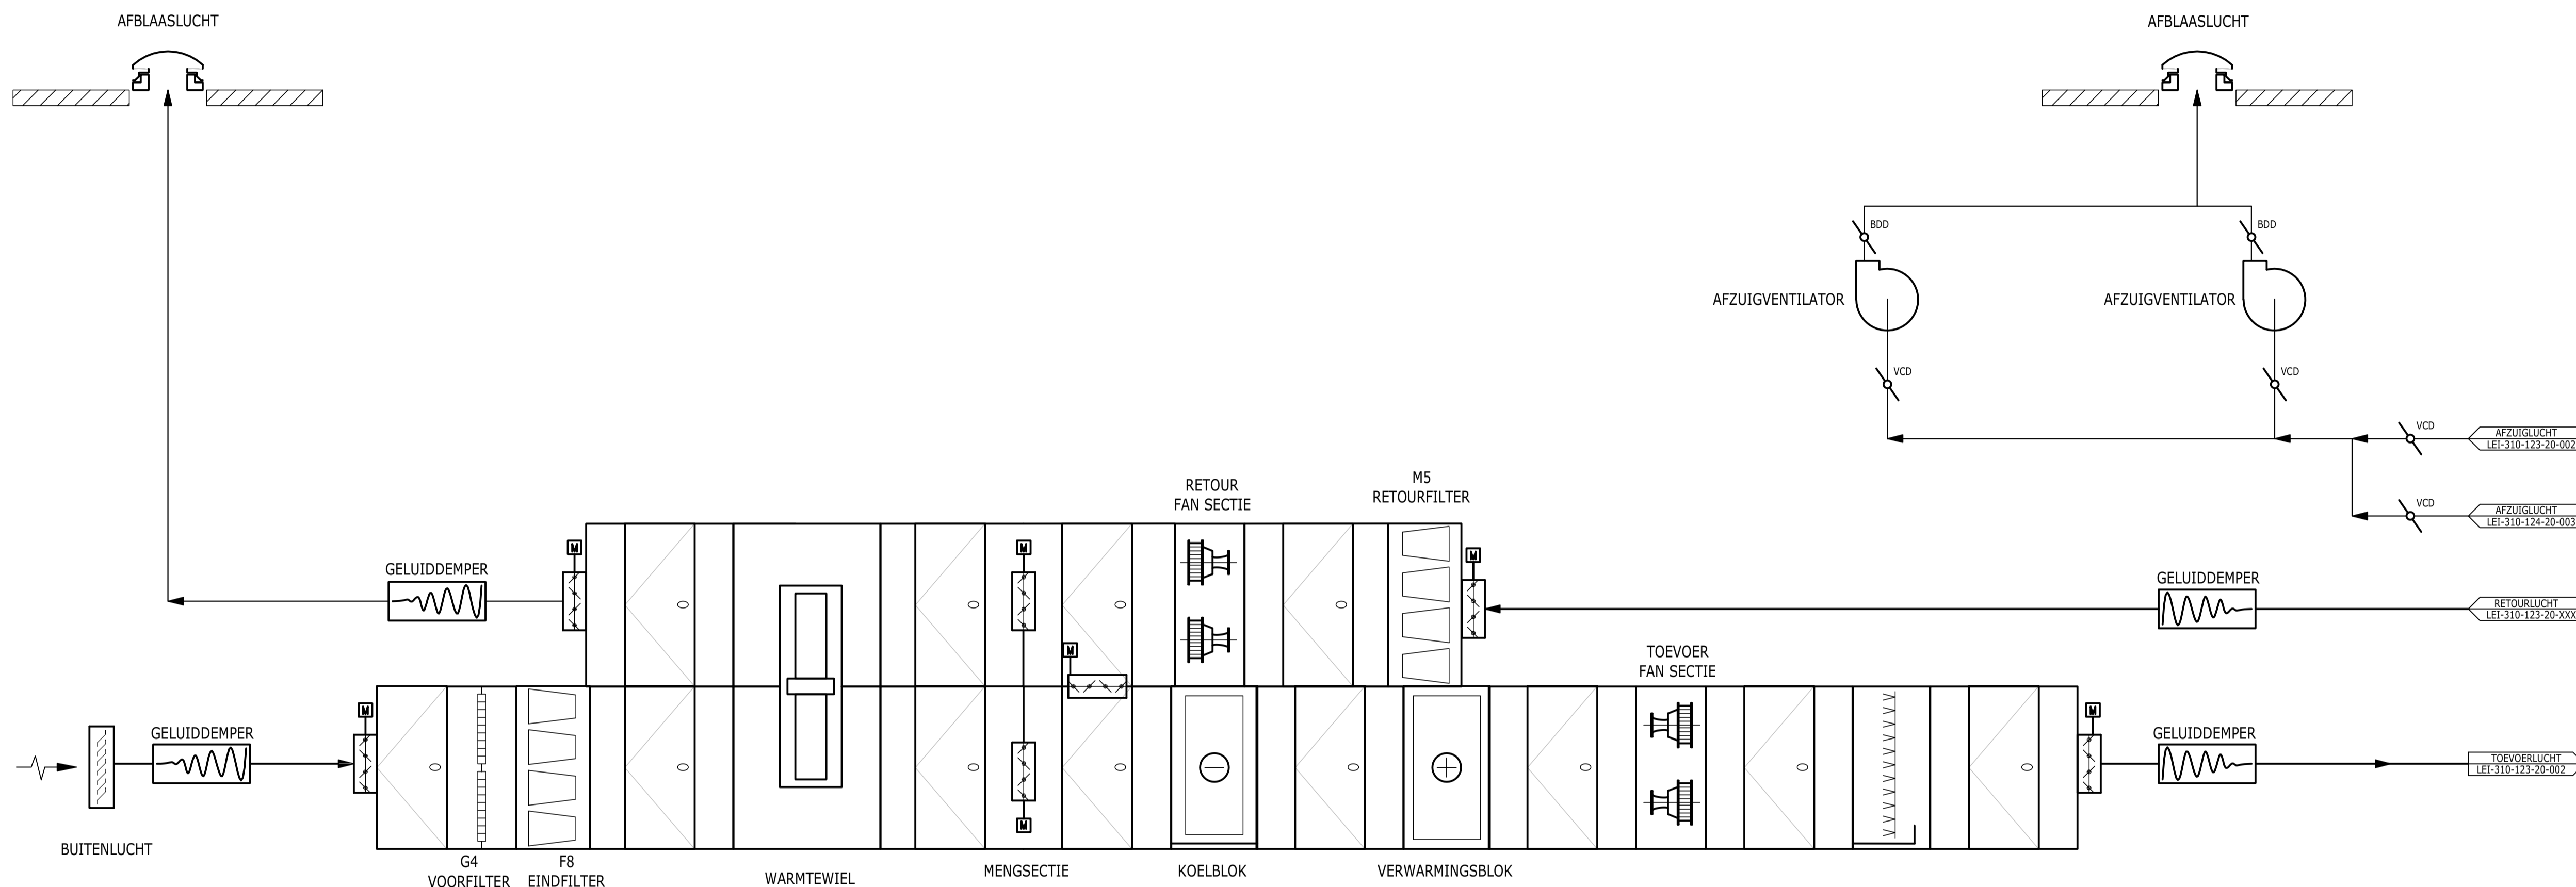 AFBLAASLUCHT
AFBLAASLUCHT
BDD
BDD
AFZUIGVENTILATOR
AFZUIGVENTILATOR
VCD
VCD
VCD
AFZUIGLUCHT
LEI-310-123-20-002
VCD
AFZUIGLUCHT
LEI-310-124-20-003
RETOUR
FAN SECTIE
M5
RETOURFILTER
M
M
M
GELUIDDEMPER
GELUIDDEMPER
RETOURLUCHT
LEI-310-123-20-XXX
M
TOEVOER
FAN SECTIE
M
M
GELUIDDEMPER
GELUIDDEMPER
TOEVOERLUCHT
LEI-310-123-20-002
M
BUITENLUCHT
G4
VOORFILTER
F8
EINDFILTER
WARMTEWIEL
MENGSECTIE
KOELBLOK
VERWARMINGSBLOK